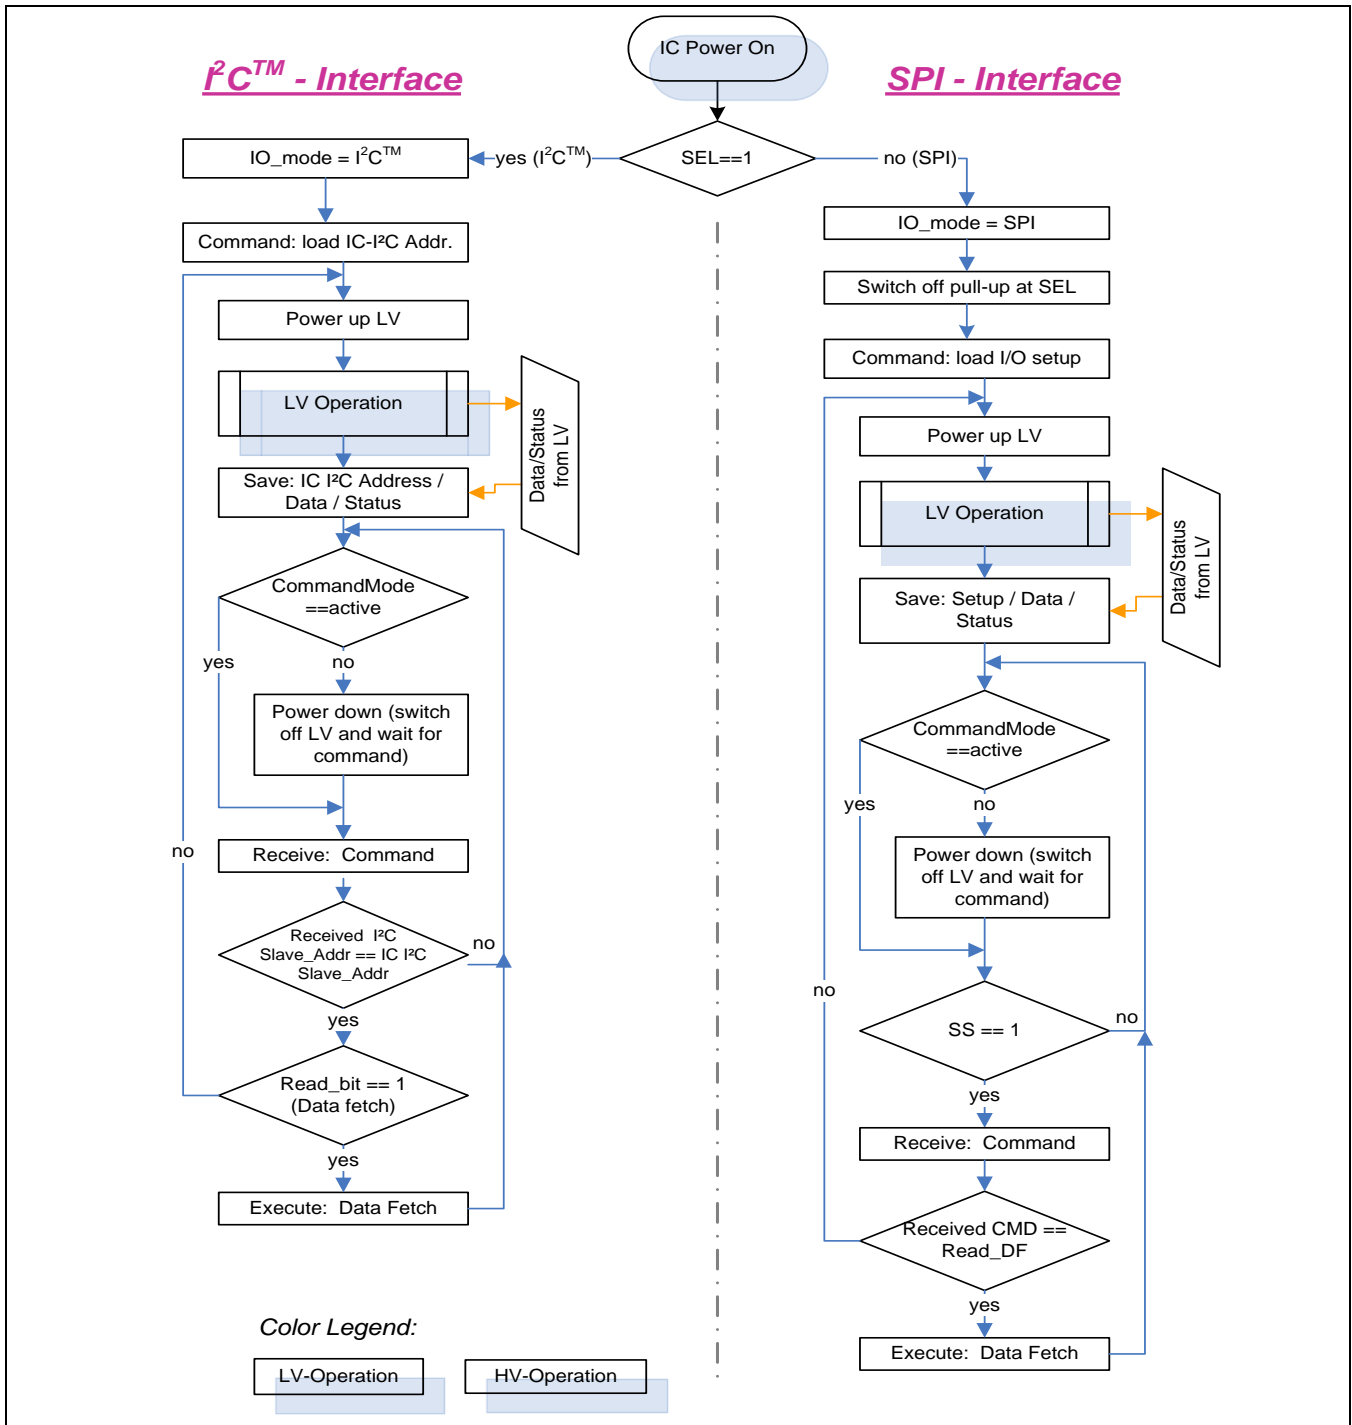 IC Power On
I²C™ - Interface
SPI - Interface
SEL==1
yes (I²C™)
no (SPI)
IO_mode = I²C™
Command: load IC-I²C Addr.
Power up LV
LV Operation
Data/Status
from LV
Save: IC I²C Address /
Data / Status
CommandMode
==active
yes
no
Power down (switch
off LV and wait for
command)
no
Receive:  Command
Received  I²C
Slave_Addr == IC I²C
Slave_Addr
no
yes
Read_bit == 1
(Data fetch)
yes
Execute:  Data Fetch
IO_mode = SPI
Switch off pull-up at SEL
Command: load I/O setup
Power up LV
LV Operation
Data/Status
from LV
Save: Setup / Data /
Status
CommandMode
==active
yes
no
Power down (switch
off LV and wait for
command)
no
SS == 1
no
yes
Receive:  Command
Received CMD ==
Read_DF
yes
Execute:  Data Fetch
Color Legend:
LV-Operation
HV-Operation